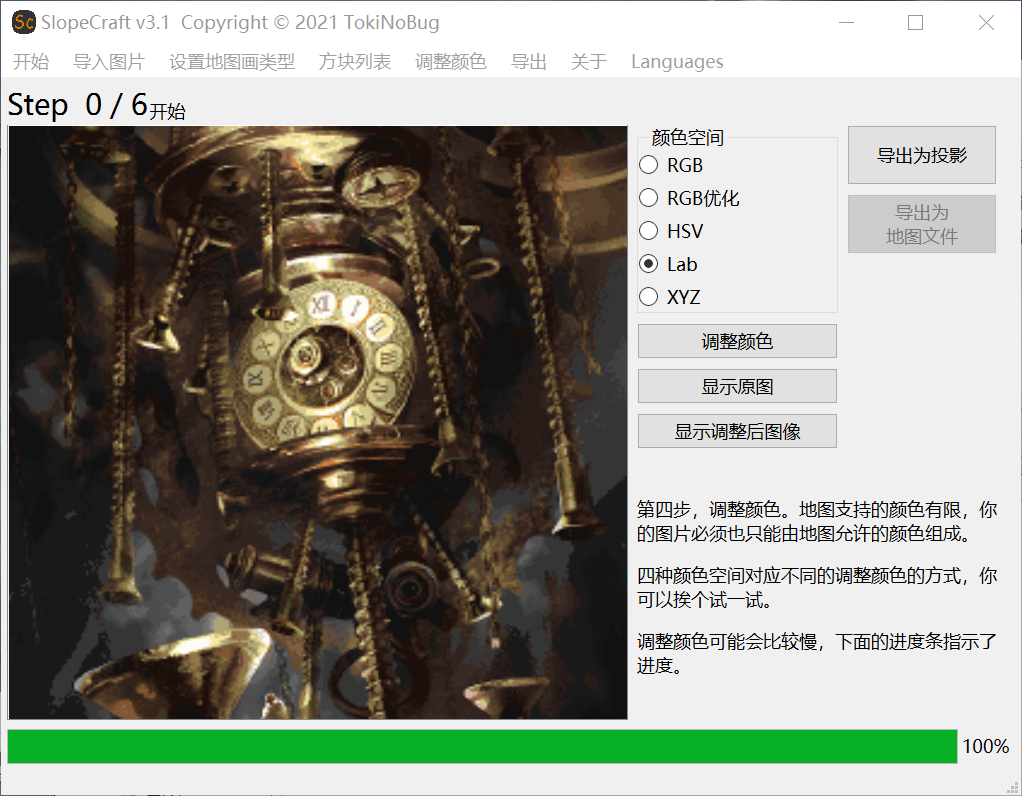 SlopeCraft v3.1 Copyright © 2021 TokiNoBug
开始 导入图片 设置地图画类型 方块列表 调整颜色 导出 关于 Languages
Step 0 / 6开始
颜色空间
RGB
RGB优化
HSV
Lab
XYZ
调整颜色
显示原图
显示调整后图像
导出为投影
导出为
地图文件
第四步，调整颜色。地图支持的颜色有限，你
的图片必须也只能由地图允许的颜色组成。
四种颜色空间对应不同的调整颜色的方式，你
可以挨个试一试。
调整颜色可能会比较慢，下面的进度条指示了
进度。
100%